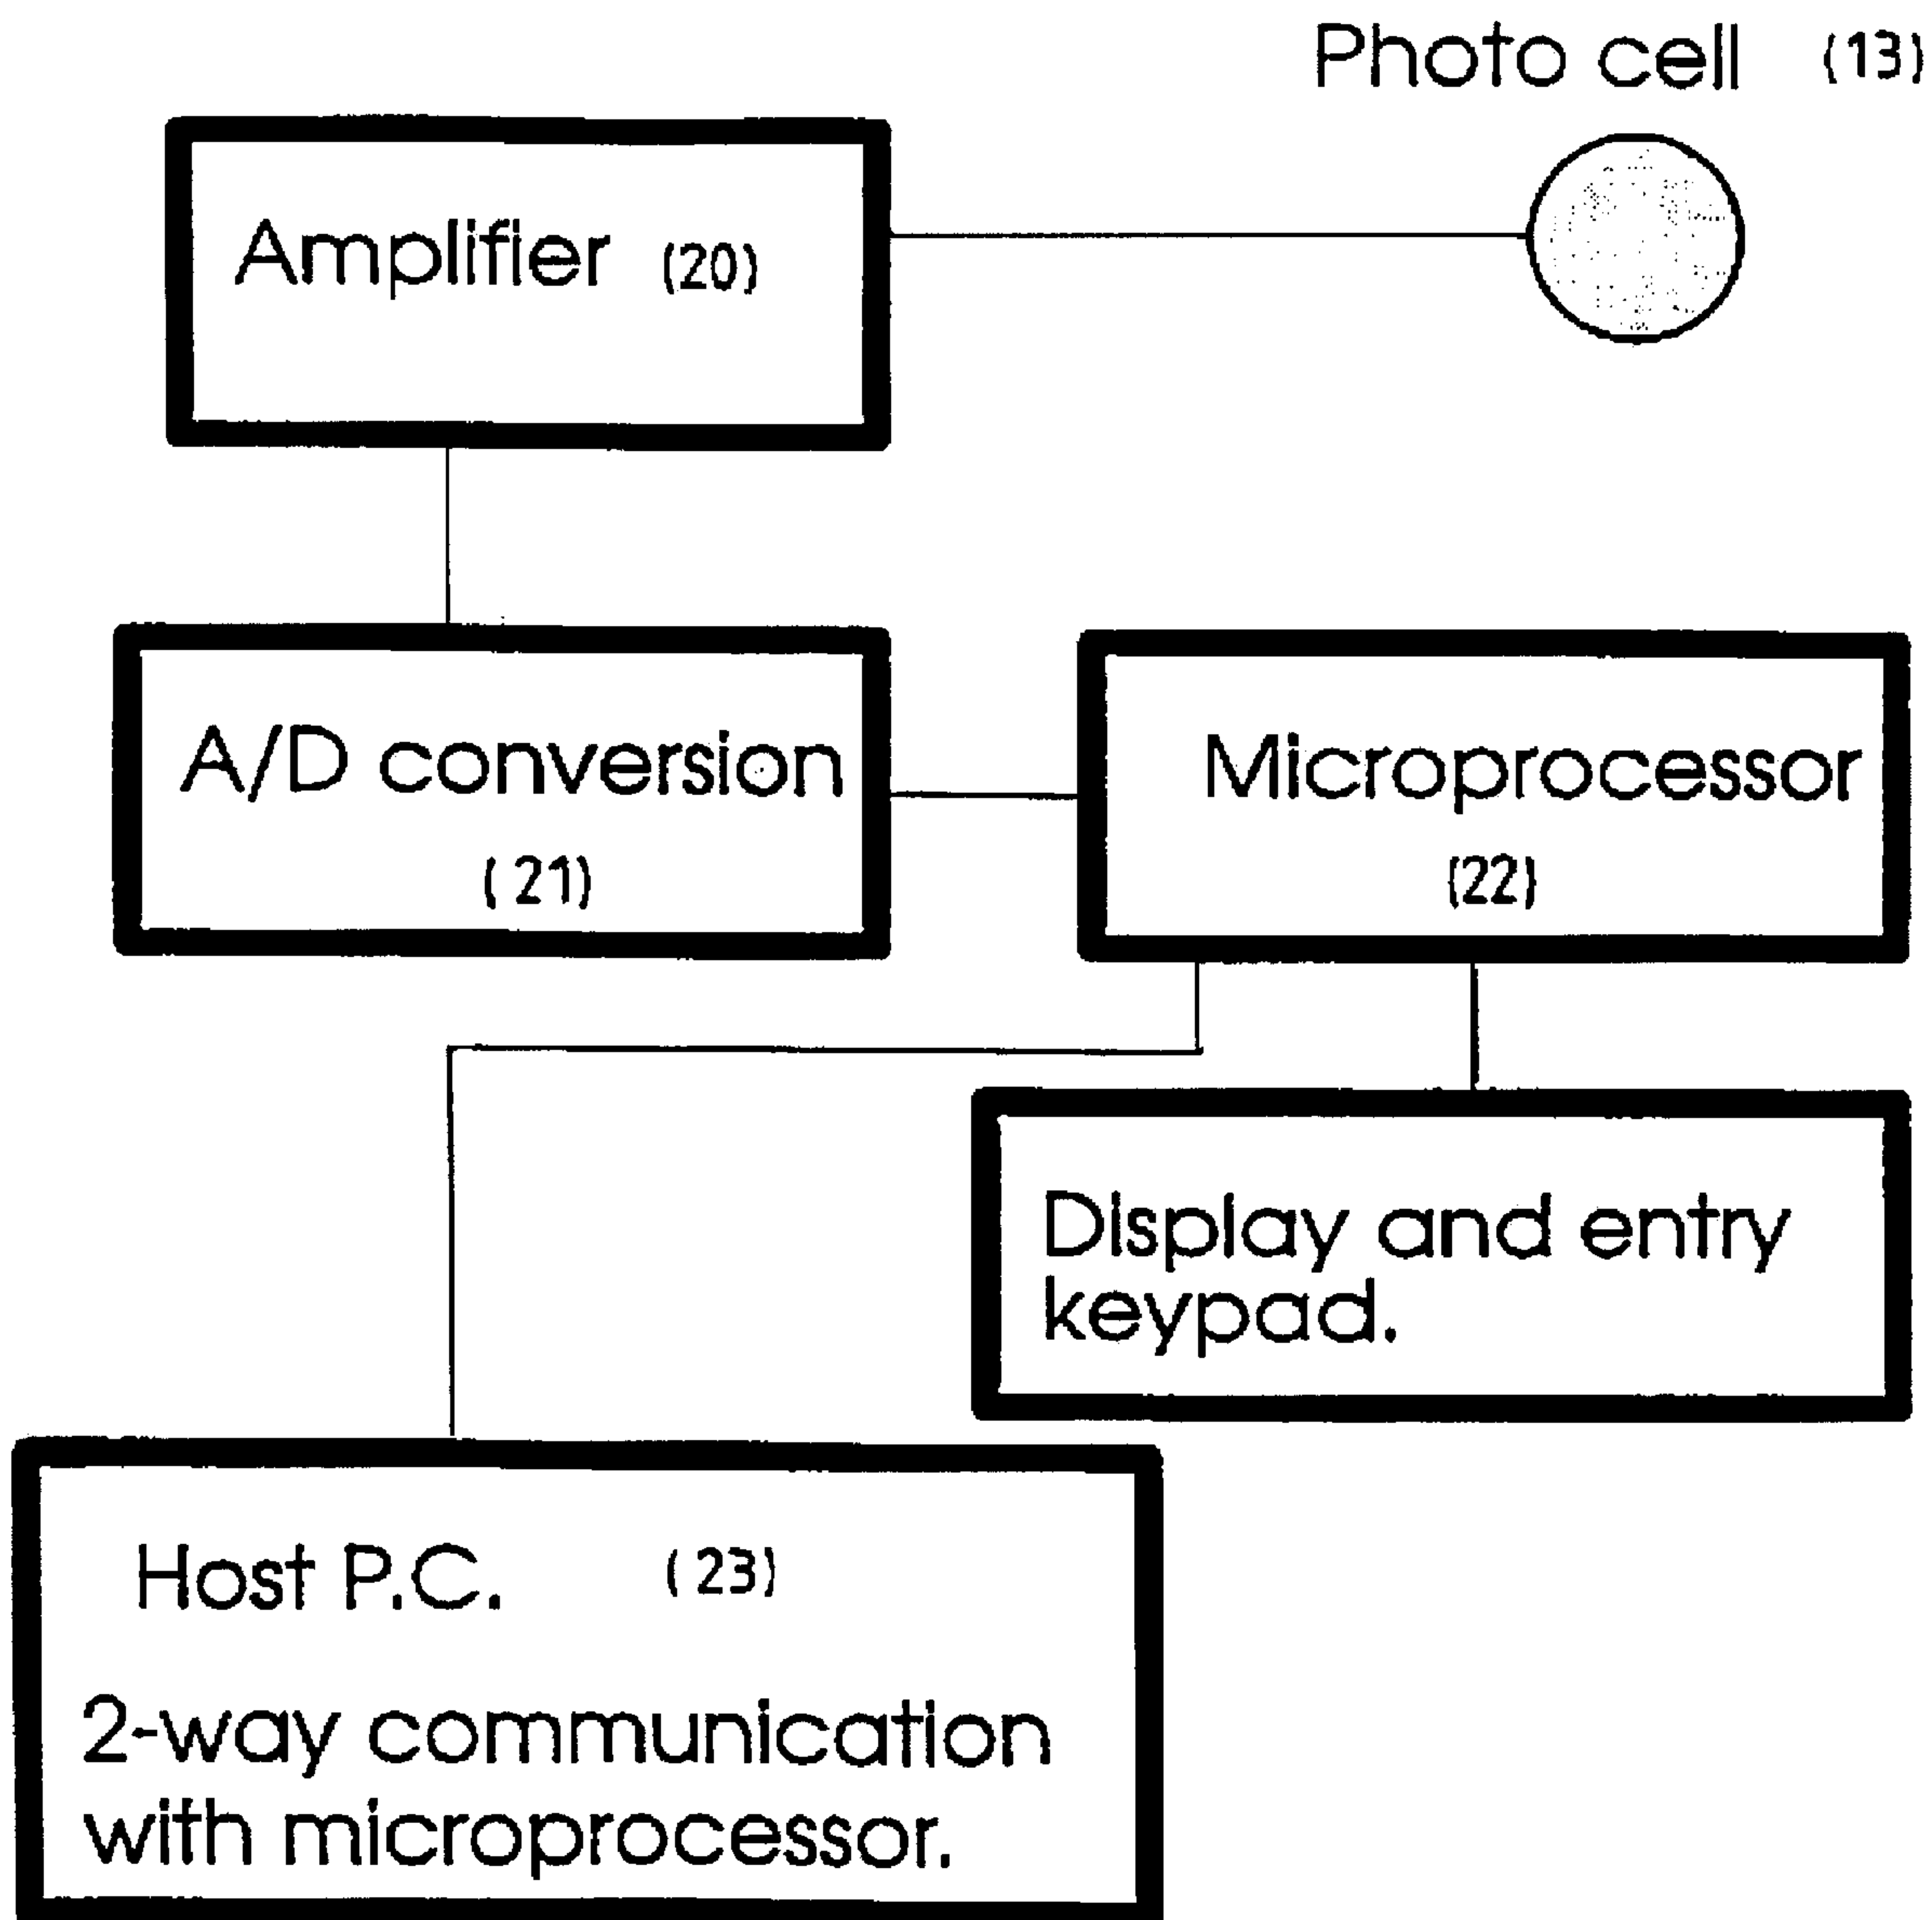 Photo cell (13)
Amplifier (20)
A/D conversion
(21)
Microprocessor
(22)
Display and entry
keypad.
Host P.C. (23)
2-way communication
with microprocessor.